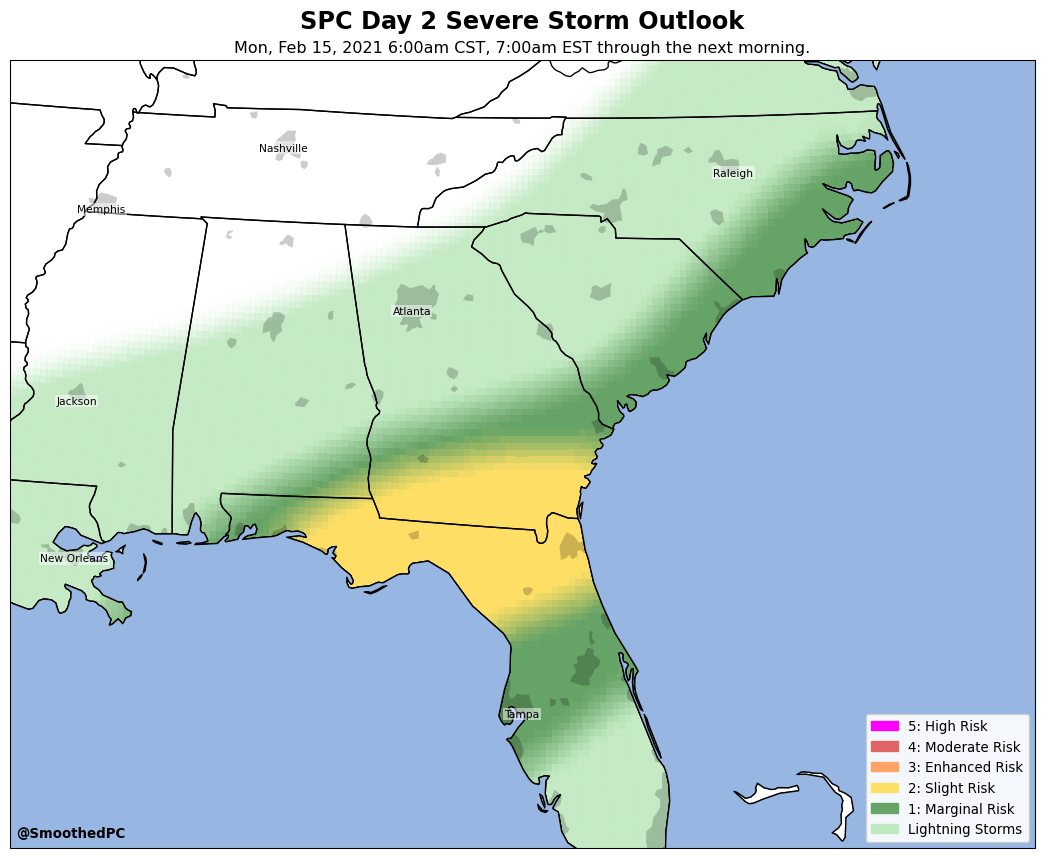 SPC Day 2 Severe Storm Outlook
Mon, Feb 15, 2021 6:00am CST, 7:00am EST through the next morning.
Nashville
Raleigh
Memphis
Atlanta
Jackson
New Orleans
Tampa
5: High Risk
4: Moderate Risk
3: Enhanced Risk
2: Slight Risk
1: Marginal Risk
Lightning Storms
@SmoothedPC